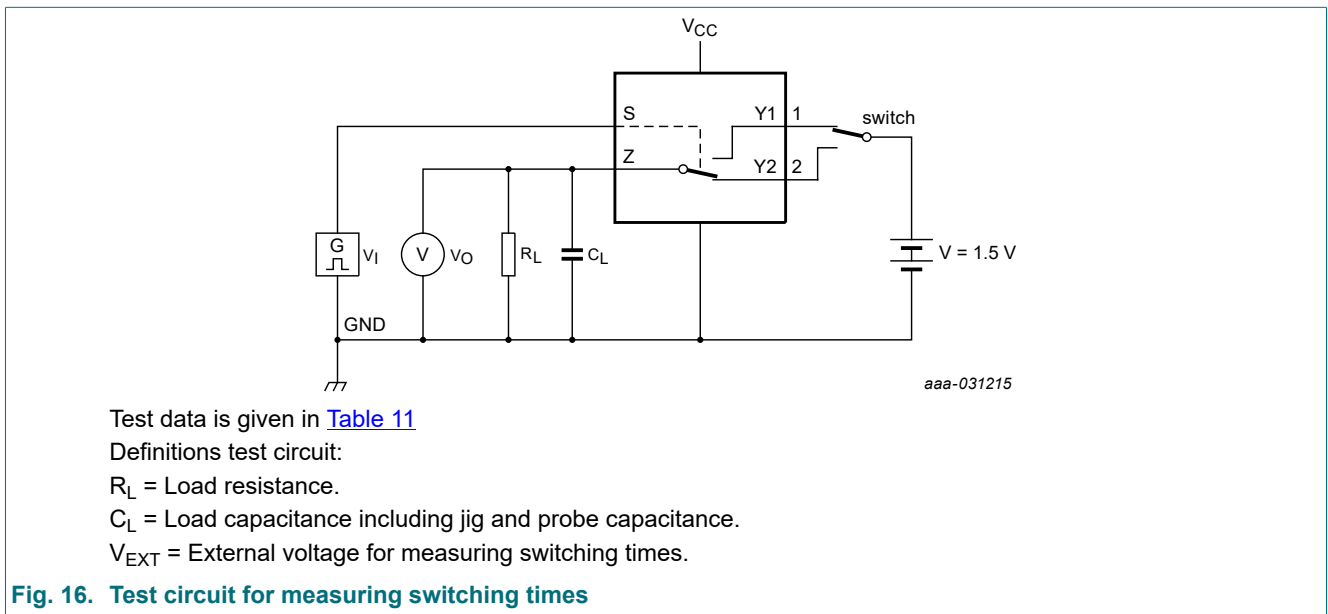 VCC
S
Y1 1
switch
Z
Y2 2
G
VI
V
VO
RL
CL
V = 1.5 V
GND
aaa-031215
Test data is given in Table 11
Definitions test circuit:
RL = Load resistance.
CL = Load capacitance including jig and probe capacitance.
VEXT = External voltage for measuring switching times.
Fig. 16. Test circuit for measuring switching times